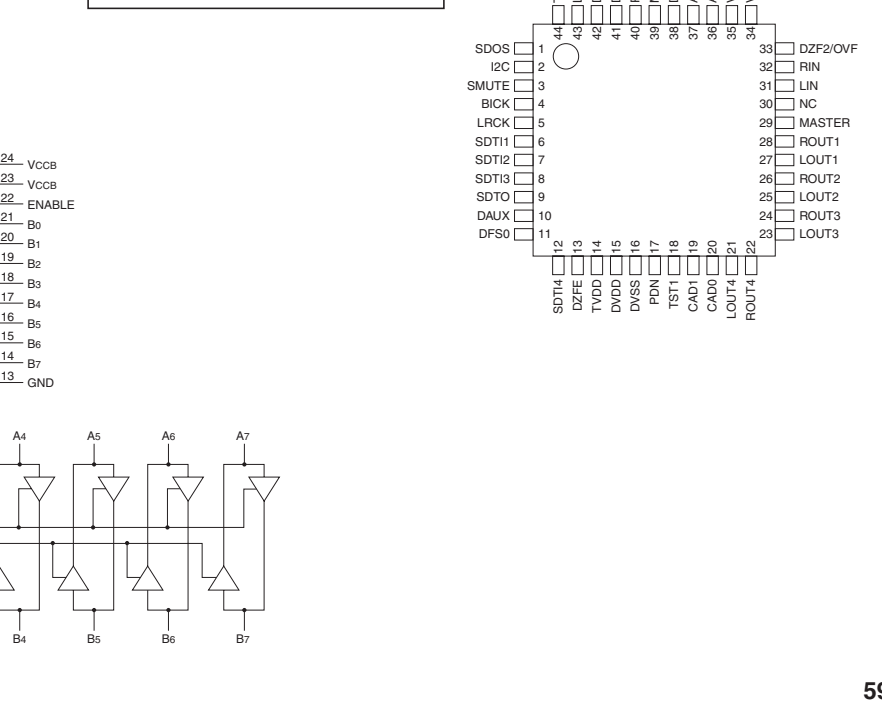 44 43 42 41 40 39 38 37 36 35 34
SDOS 1
I2C 2
SMUTE 3
BICK 4
LRCK 5
SDTI1 6
SDTI2 7
SDTI3 8
SDTO 9
DAUX 10
DFS0 11
33 DZF2/OVF
32 RIN
31 LIN
30 NC
29 MASTER
28 ROUT1
27 LOUT1
26 ROUT2
25 LOUT2
24 ROUT3
23 LOUT3
12 13 14 15 16 17 18 19 20 21 22
SDTI4 DZFE TVDD DVDD DVSS PDN TST1 CAD1 CAD0 LOUT4 ROUT4
24 VCCB
23 VCCB
22 ENABLE
21 B0
20 B1
19 B2
18 B3
17 B4
16 B5
15 B6
14 B7
13 GND
A4 A5 A6 A7
B4 B5 B6 B7
59